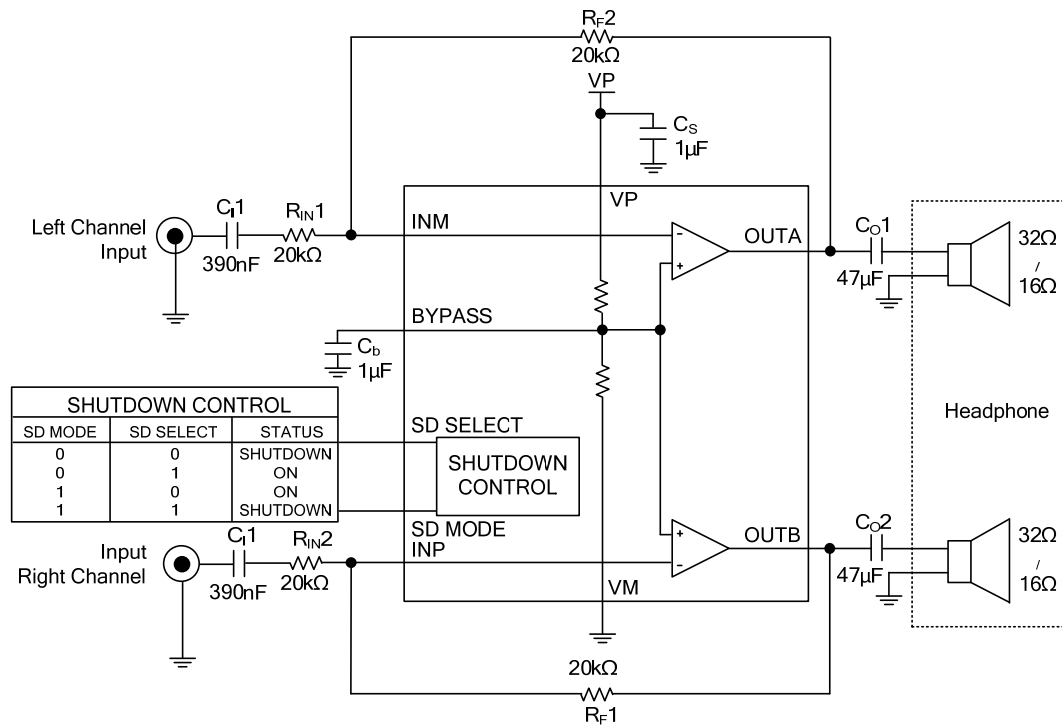 RF2
20kΩ
VP
CS
1µF
VP
Left Channel
Input
CI1
390nF
RIN1
20kΩ
INM
OUTA
CO1
47µF
32Ω
/
16Ω
BYPASS
Cb
1µF
Headphone
SHUTDOWN CONTROL
SD MODE SD SELECT STATUS
0 0 SHUTDOWN
0 1 ON
1 0 ON
1 1 SHUTDOWN
SD SELECT
SHUTDOWN
CONTROL
SD MODE
INP
Input
Right Channel
CI1
390nF
RIN2
20kΩ
OUTB
CO2
47µF
32Ω
/
16Ω
VM
20kΩ
RF1